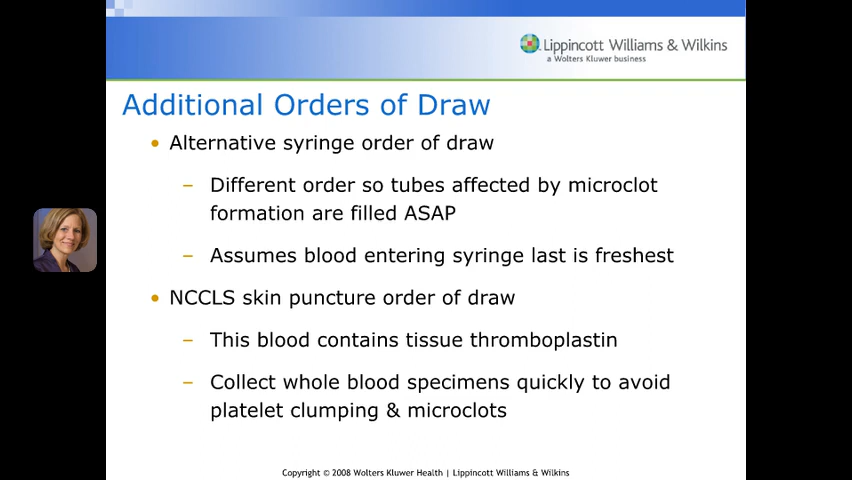 Lippincott Williams & Wilkins
a Wolters Kluwer business
Additional Orders of Draw
• Alternative syringe order of draw
– Different order so tubes affected by microclot
formation are filled ASAP
– Assumes blood entering syringe last is freshest
• NCCLS skin puncture order of draw
– This blood contains tissue thromboplastin
– Collect whole blood specimens quickly to avoid
platelet clumping & microclots
Copyright © 2008 Wolters Kluwer Health | Lippincott Williams & Wilkins